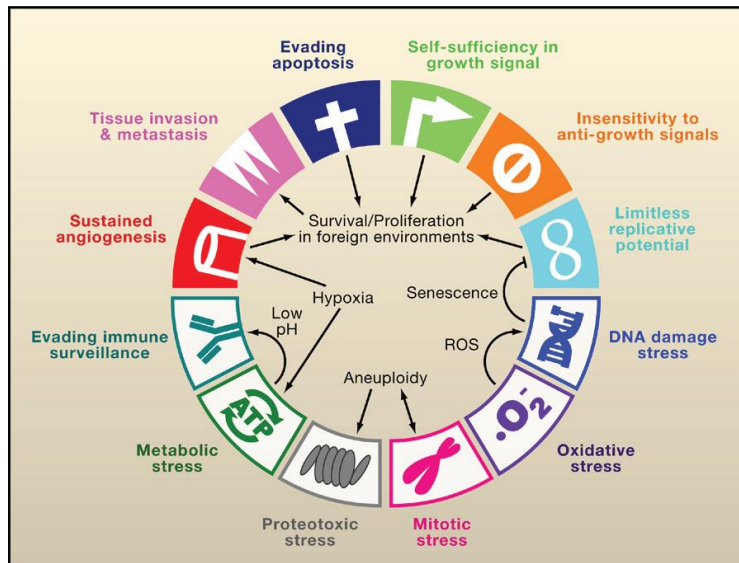 Evading
apoptosis
Self-sufficiency in
growth signal
Tissue invasion
& metastasis
Insensitivity to
anti-growth signals
Sustained
angiogenesis
Survival/Proliferation
in foreign environments
Limitless
replicative
potential
Hypoxia
Senescence
Evading immune
surveillance
Low
pH
ROS
DNA damage
stress
Aneuploidy
ATP
·O2-
Metabolic
stress
Oxidative
stress
Proteotoxic
stress
Mitotic
stress